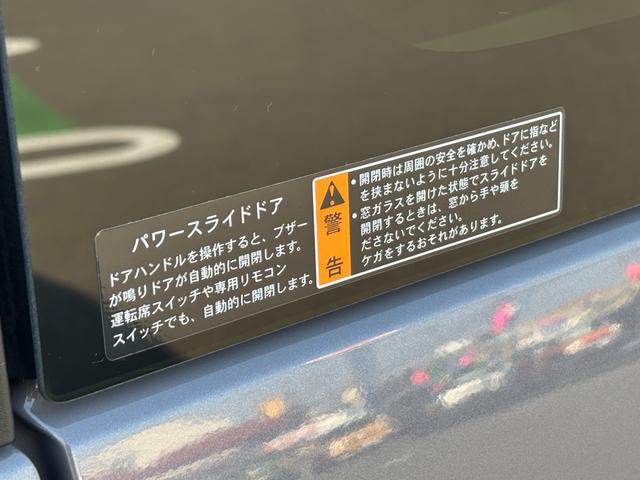 パワースライドドア
ドアハンドルを操作すると、ブザー
が鳴りドアが自動的に開閉します。
運転席スイッチや専用リモコン
スイッチでも、自動的に開閉します。
警告
・開閉時は周囲の安全を確かめ、ドアに指など
を挟まないように十分注意してください。
・窓ガラスを開けた状態でスライドドアを
開閉するときは、窓から手や頭を
ださないでください。
ケガをするおそれがあります。